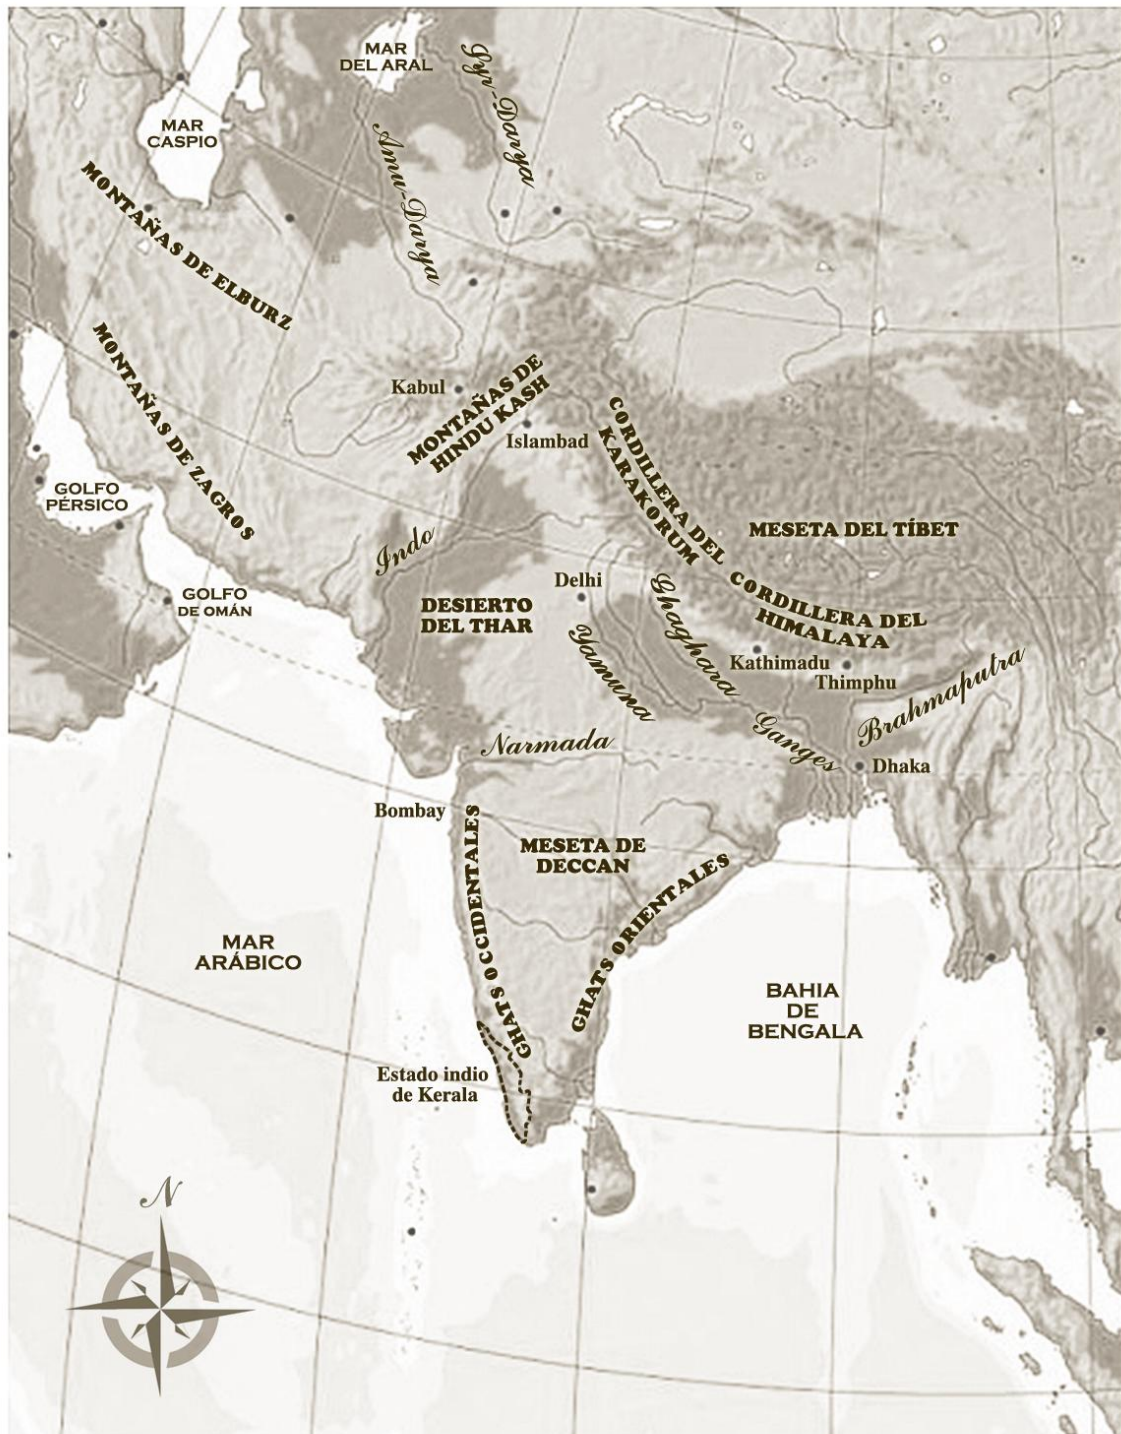 MAR
DEL ARAL
Syr-Darya
MAR
CASPIO
Amu-Darya
MONTAÑAS DE ELBURZ
MONTAÑAS DE ZAGROS
Kabul
MONTAÑAS DE
HINDU KASH
Islambad
CORDILLERA DEL
KARAKORUM
GOLFO
PÉRSICO
MESETA DEL TÍBET
Indo
GOLFO
DE OMÁN
Delhi
DESIERTO
DEL THAR
Ghaghara
CORDILLERA DEL
HIMALAYA
Yamuna
Kathimadu
Thimphu
Brahmaputra
Narmada
Ganges
Dhaka
Bombay
GHATS OCCIDENTALES
MESETA DE
DECCAN
GHATS ORIENTALES
MAR
ARÁBICO
BAHIA
DE
BENGALA
Estado indio
de Kerala
N